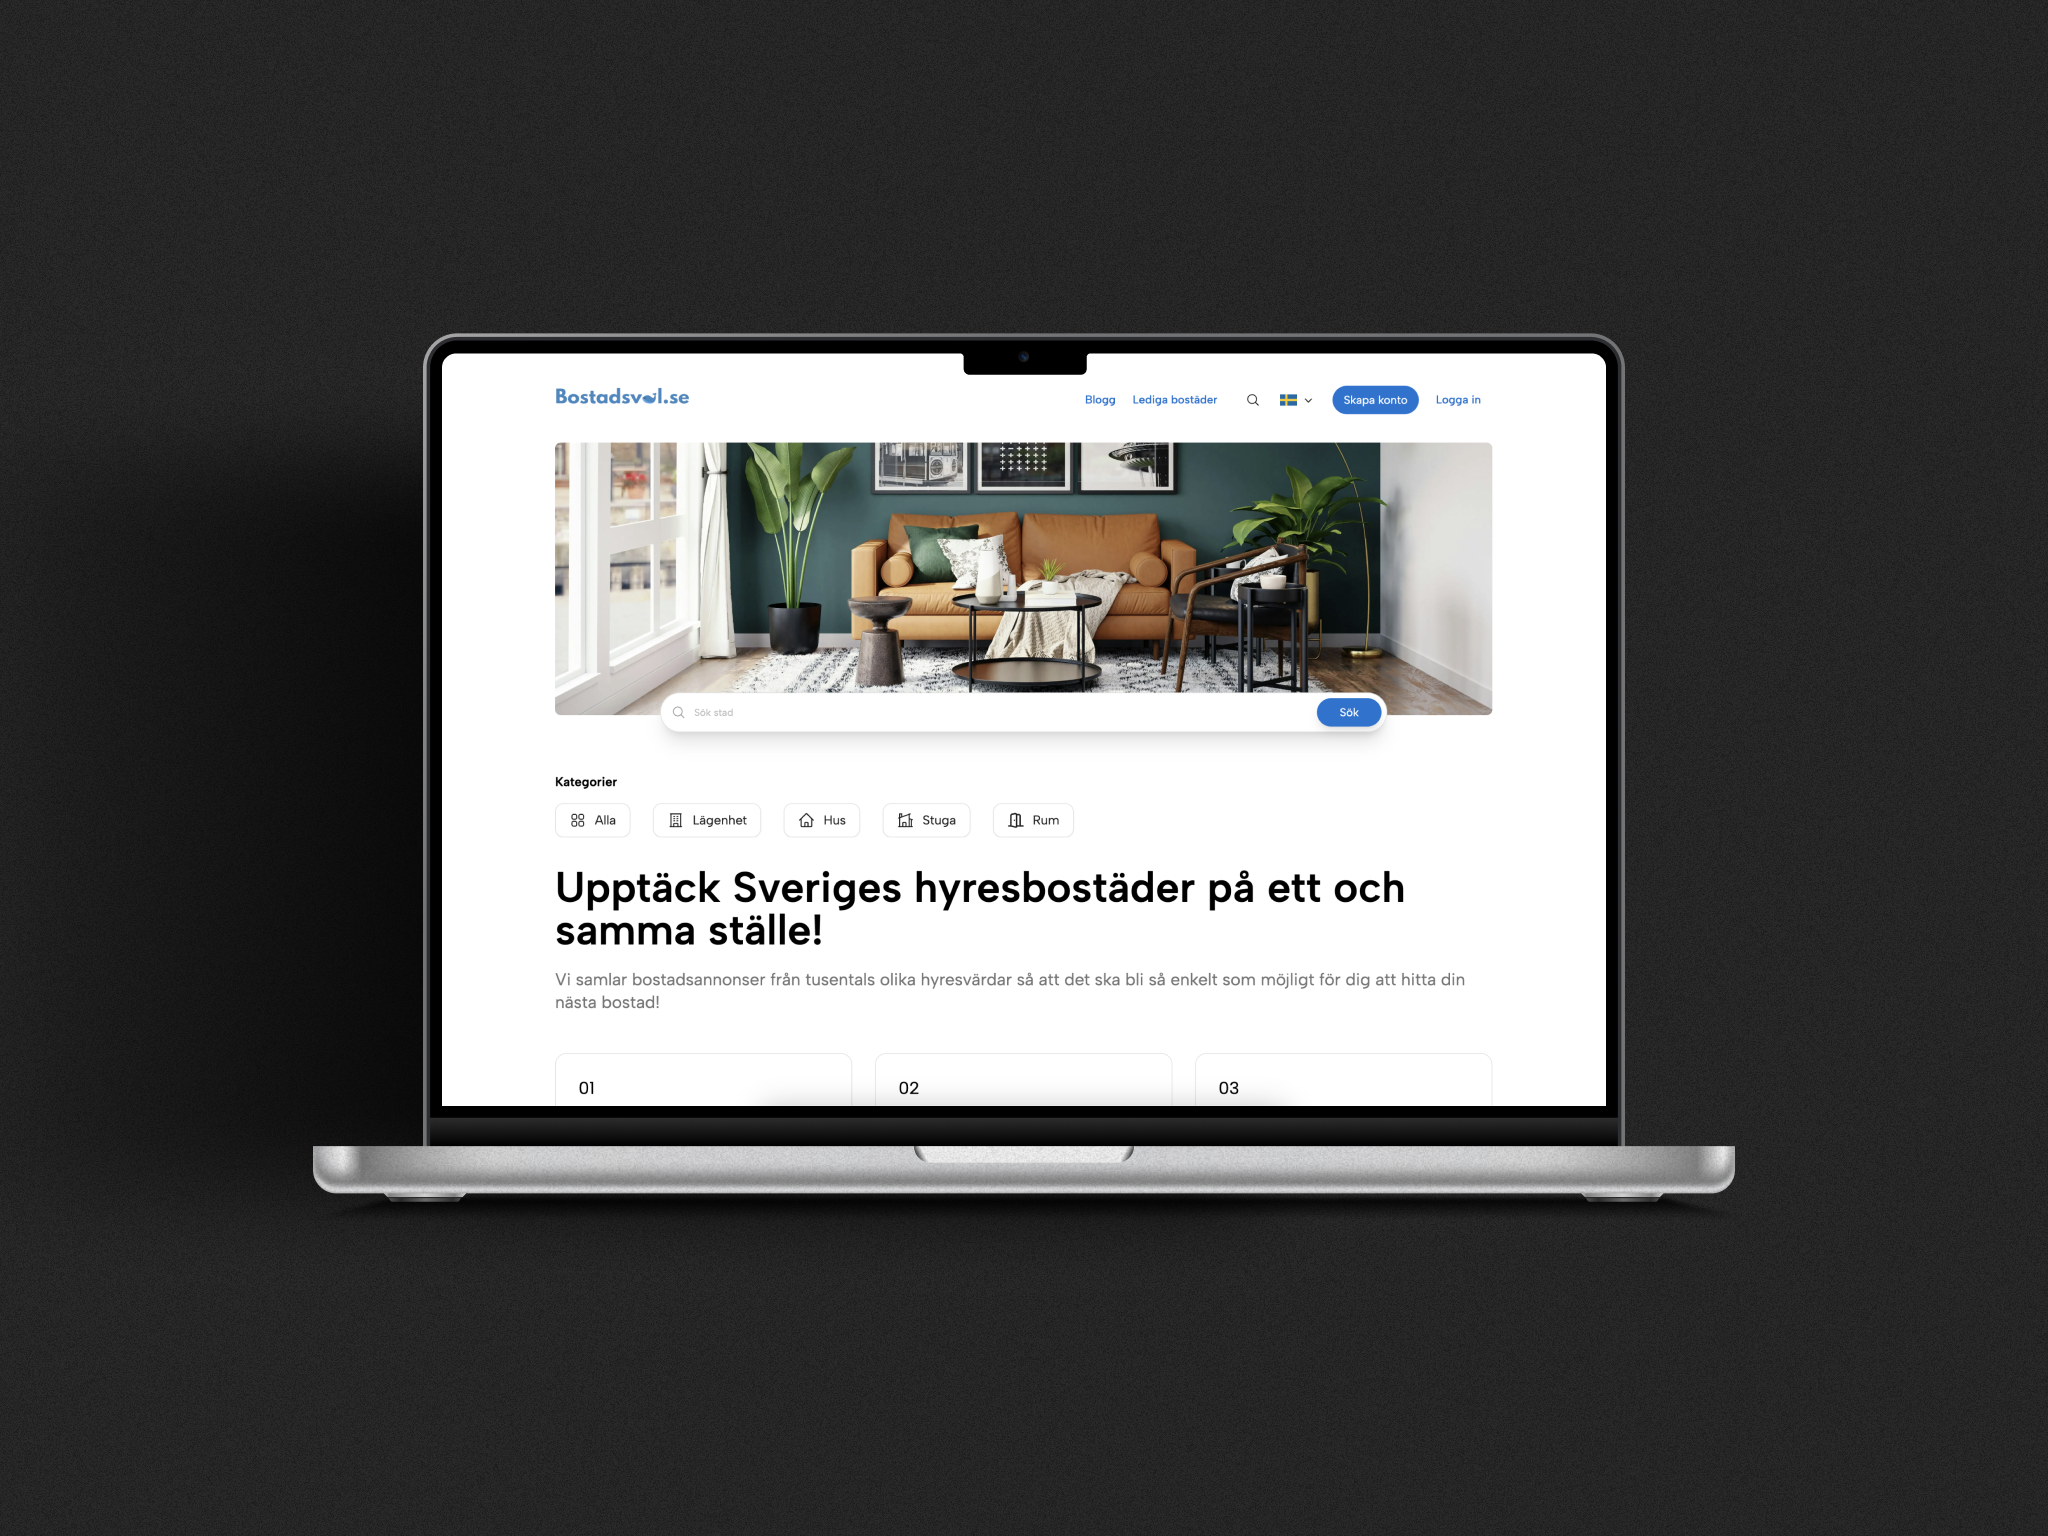 Bostadsval.se
Blogg
Lediga bostäder
Skapa konto
Logga in
Sök stad
Sök
Kategorier
Alla
Lägenhet
Hus
Stuga
Rum
Upptäck Sveriges hyresbostäder på ett och
samma ställe!
Vi samlar bostadsannonser från tusentals olika hyresvärdar så att det ska bli så enkelt som möjligt för dig att hitta din
nästa bostad!
01
02
03